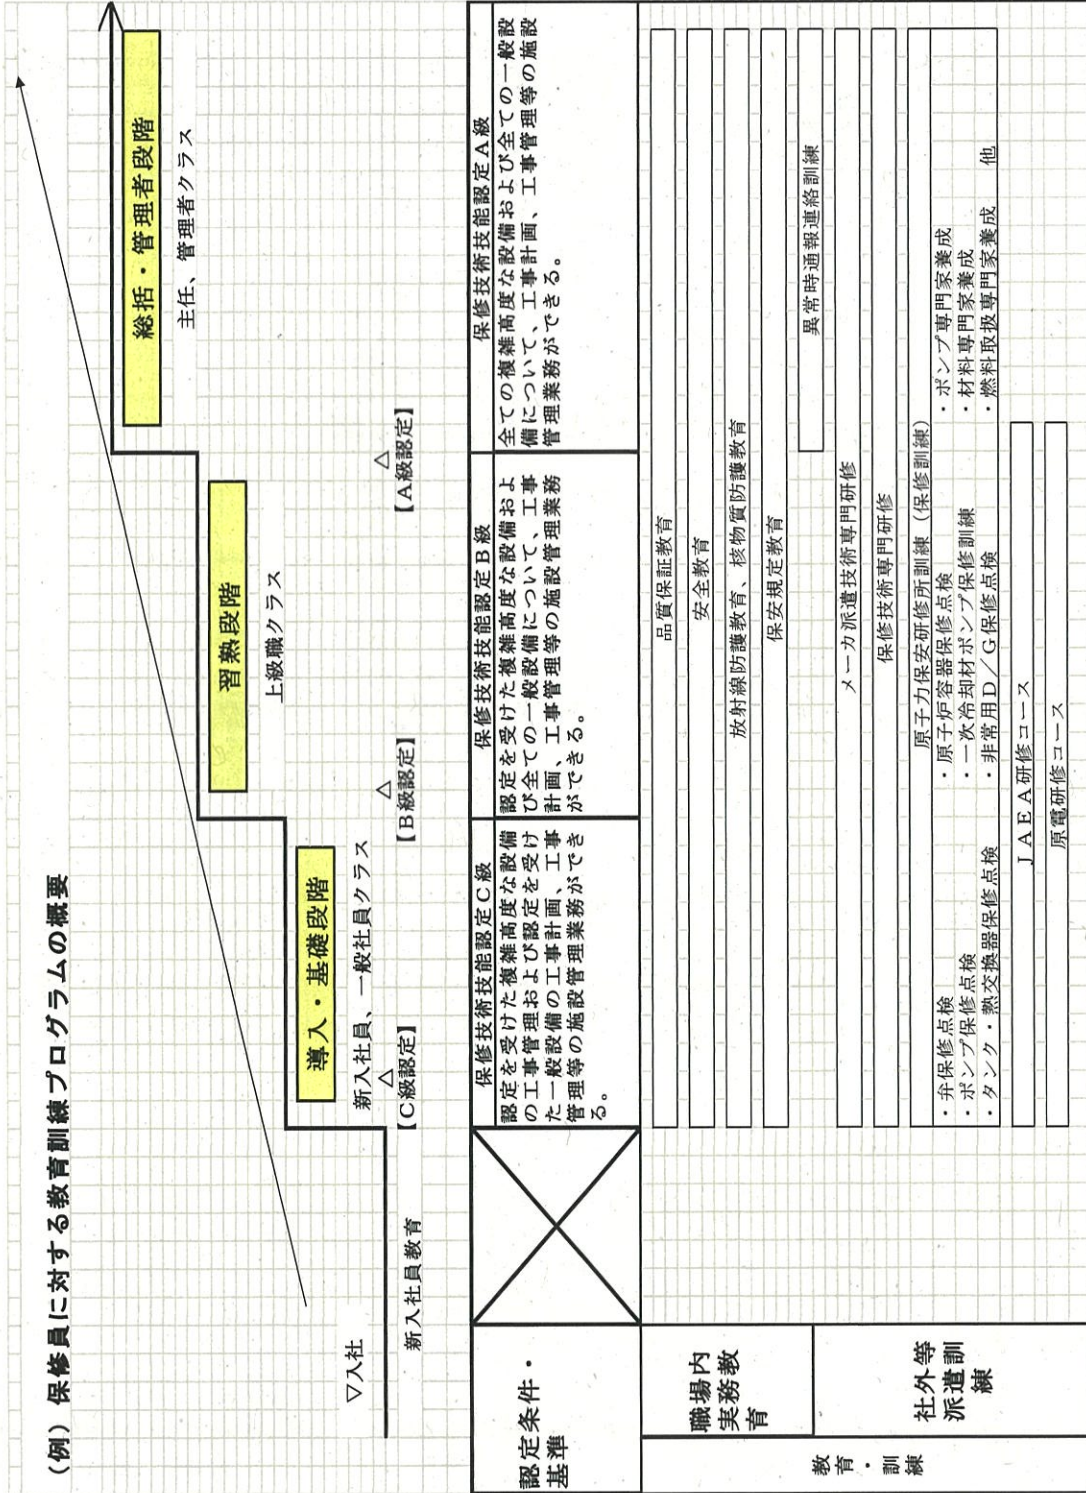 (例) 保修員に対する教育訓練プログラムの概要
▽入社
新入社員教育
導入・基礎段階
新入社員、一般社員クラス
△
【C級認定】
習熟段階
上級職クラス
△
【B級認定】
総括・管理者段階
主任、管理者クラス
△
【A級認定】
認定条件・
基準
保修技術技能認定C級
認定を受けた複雑高度な設備
の工事管理および認定を受け
た一般設備の工事計画、工事
管理等の施設管理業務ができ
る。
保修技術技能認定B級
認定を受けた複雑高度な設備およ
び全ての一般設備について、工事
計画、工事管理等の施設管理業務
ができる。
保修技術技能認定A級
全ての複雑高度な設備および全ての一般設
備について、工事計画、工事管理等の施設
管理業務ができる。
教育・訓練
職場内
実務教
育
品質保証教育
安全教育
放射線防護教育、核物質防護教育
保安規定教育
異常時通報連絡訓練
社外等
派遣訓
練
メーカ派遣技術専門研修
保修技術専門研修
原子力保安研修所訓練（保修訓練）
・弁保修点検
・ポンプ保修点検
・タンク・熱交換器保修点検
・原子炉容器保修点検
・一次冷却材ポンプ保修訓練
・非常用D／G保修点検
・ポンプ専門家養成
・材料専門家養成
・燃料取扱専門家養成　他
JAEA研修コース
原電研修コース